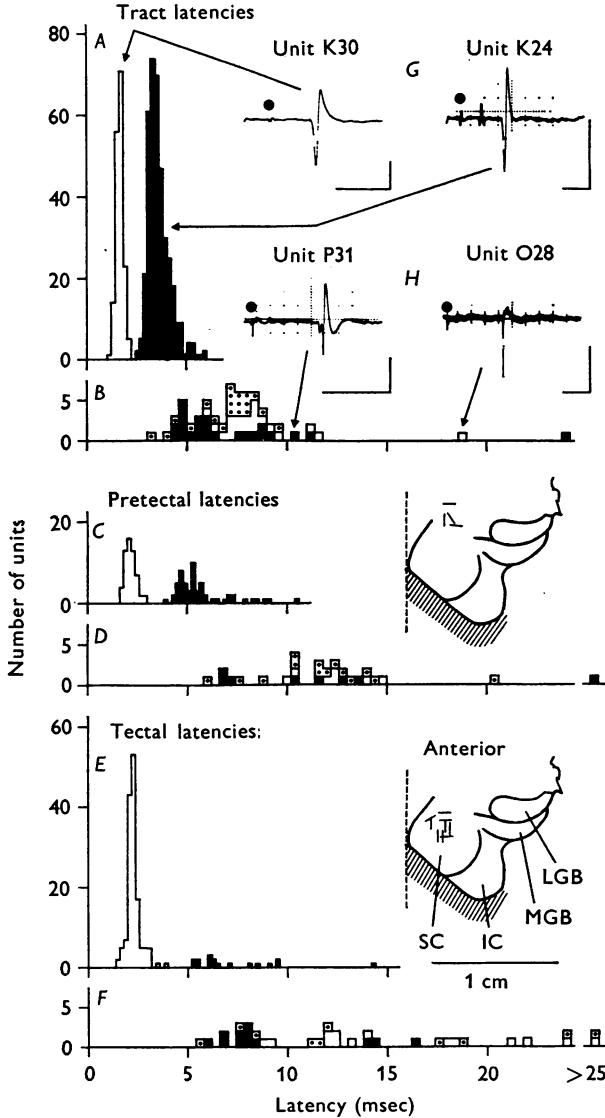 Tract latencies
80
A
Unit K30
G
Unit K24
60
40
20
0
Unit P31
H
Unit O28
B
5
0
Number of units
Pretectal latencies
20
C
0
D
5
0
Tectal latencies:
60
E
40
20
0
Anterior
LGB
MGB
SC
IC
1 cm
F
5
0
0
5
10
15
20
>25
Latency (msec)